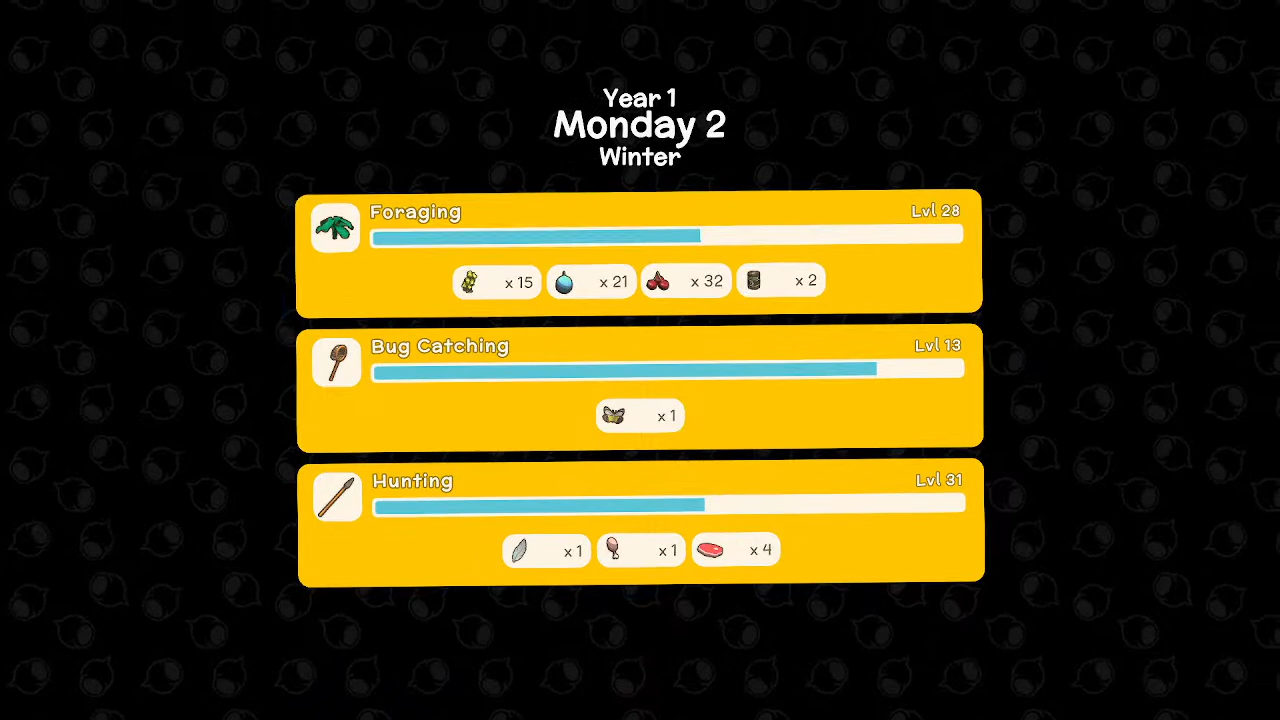 Year 1
Monday 2
Winter
Foraging
Lvl 28
x 15
x 21
x 32
x 2
Bug Catching
Lvl 13
x 1
Hunting
Lvl 31
x 1
x 1
x 4